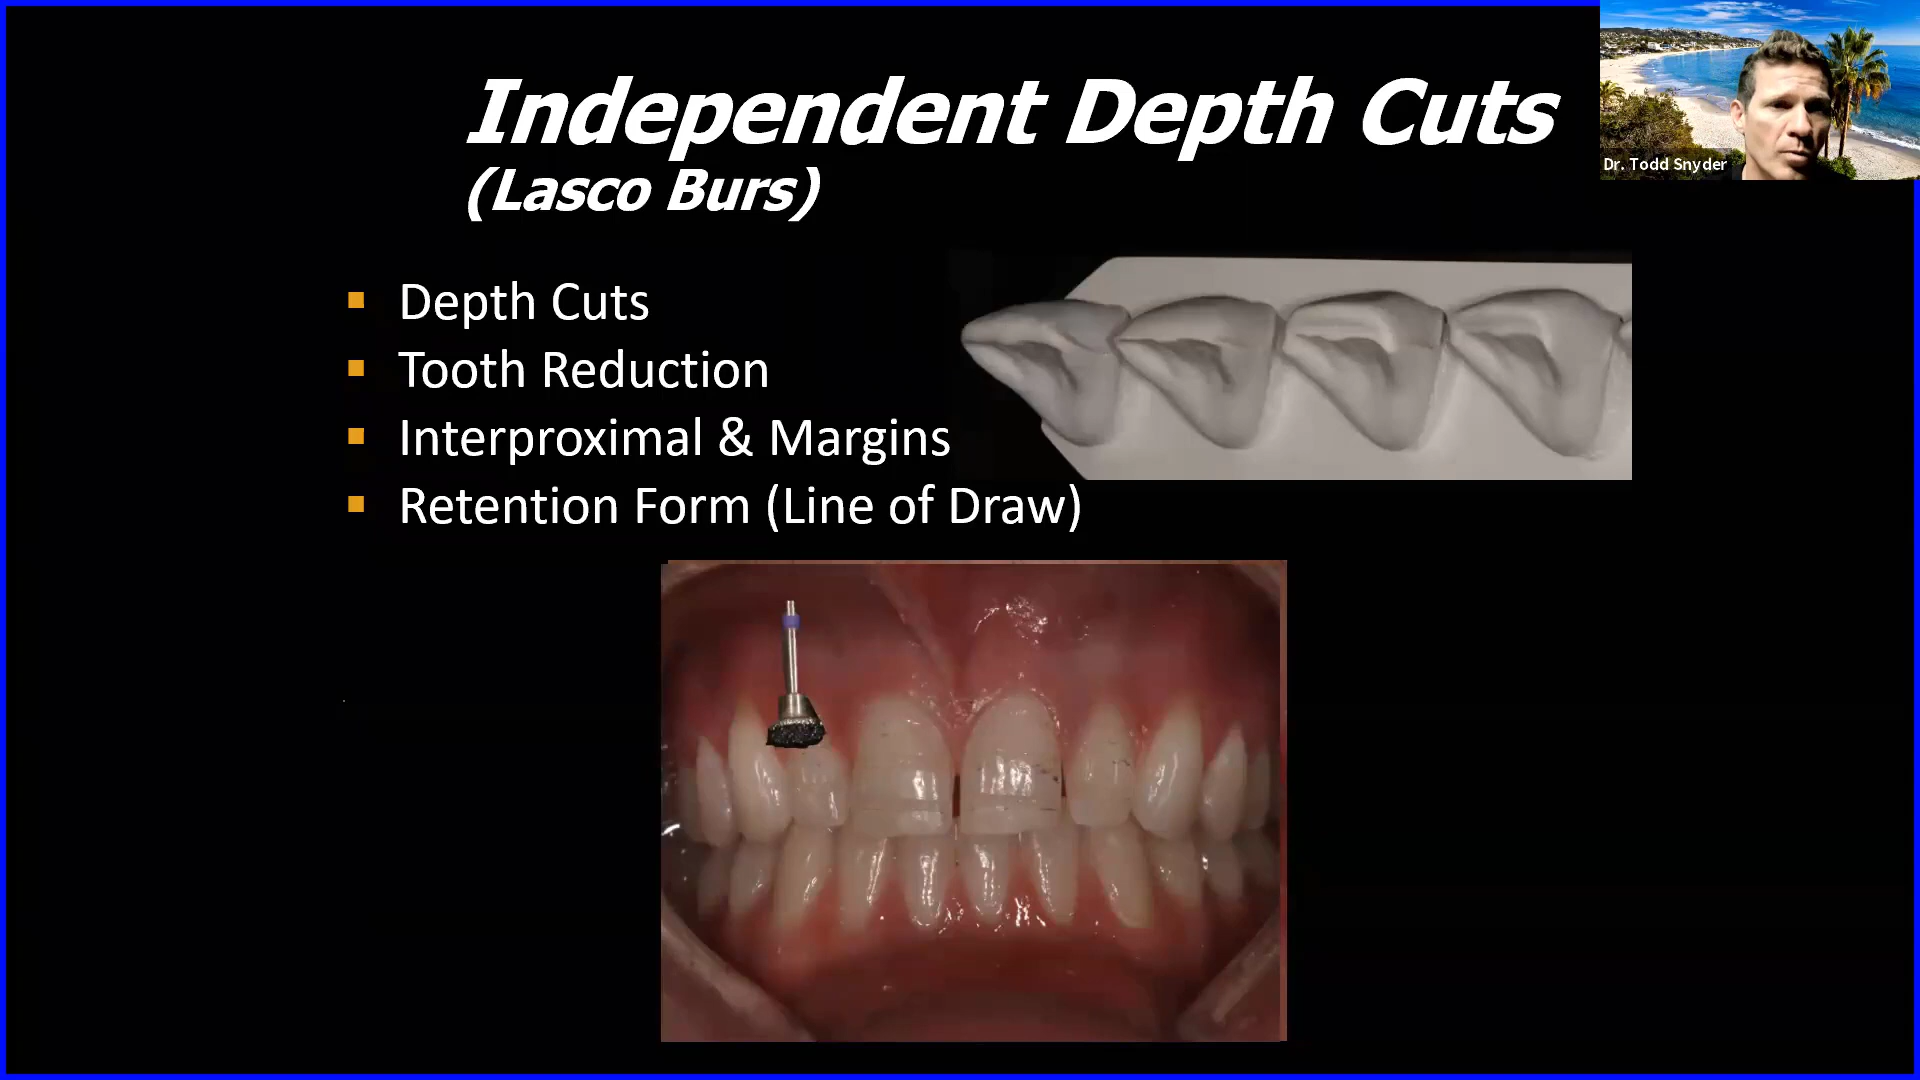 Independent Depth Cuts
(Lasco Burs)
Dr. Todd Snyder
Depth Cuts
Tooth Reduction
Interproximal & Margins
Retention Form (Line of Draw)